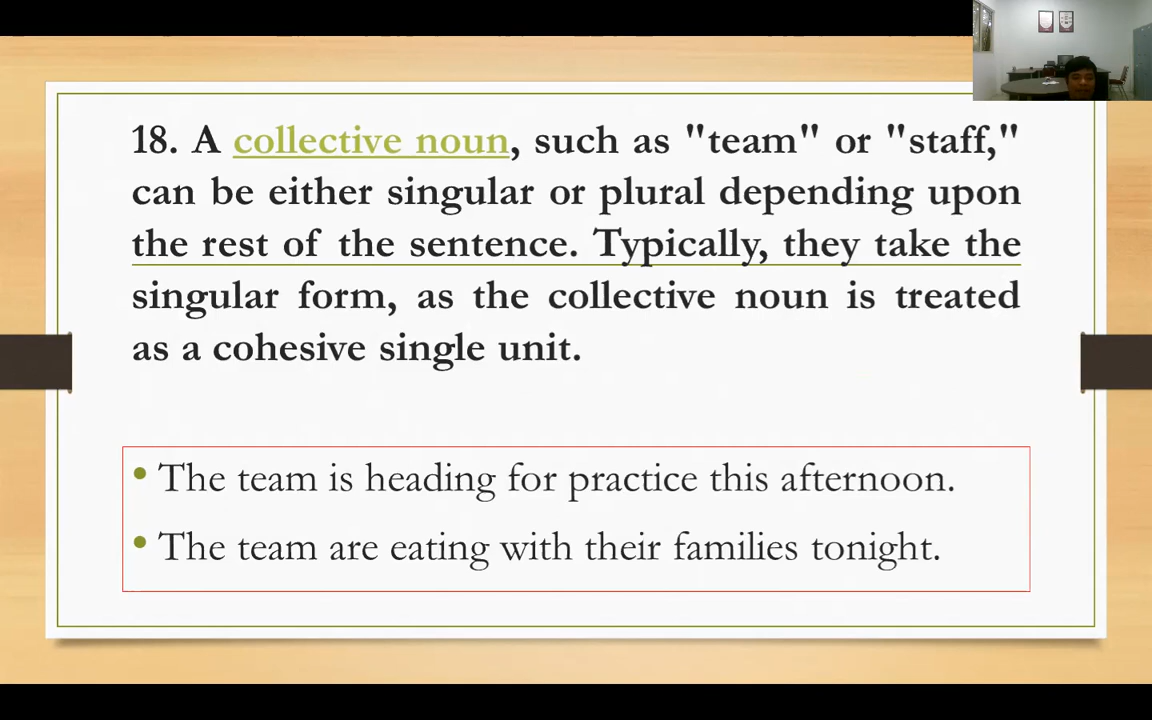 18. A collective noun, such as "team" or "staff,"
can be either singular or plural depending upon
the rest of the sentence. Typically, they take the
singular form, as the collective noun is treated
as a cohesive single unit.
• The team is heading for practice this afternoon.
• The team are eating with their families tonight.